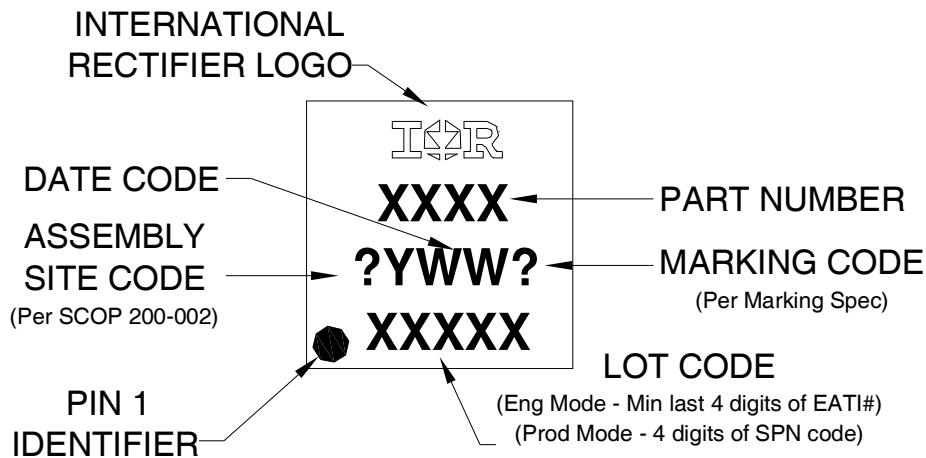 INTERNATIONAL
RECTIFIER LOGO
IOR
DATE CODE
XXXX
PART NUMBER
ASSEMBLY
SITE CODE
(Per SCOP 200-002)
?YWW?
MARKING CODE
(Per Marking Spec)
XXXXX
LOT CODE
(Eng Mode - Min last 4 digits of EATI#)
(Prod Mode - 4 digits of SPN code)
PIN 1
IDENTIFIER